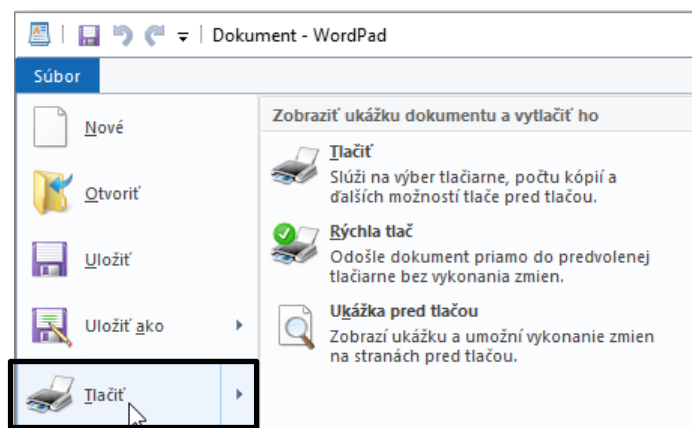 Dokument - WordPad
Súbor
Nové
Otvoriť
Uložiť
Uložiť ako
Tlačiť
Zobraziť ukážku dokumentu a vytlačiť ho
Tlačiť
Slúži na výber tlačiarne, počtu kópií a
ďalších možností tlače pred tlačou.
Rýchla tlač
Odošle dokument priamo do predvolenej
tlačiarne bez vykonania zmien.
Ukážka pred tlačou
Zobrazí ukážku a umožní vykonanie zmien
na stranách pred tlačou.